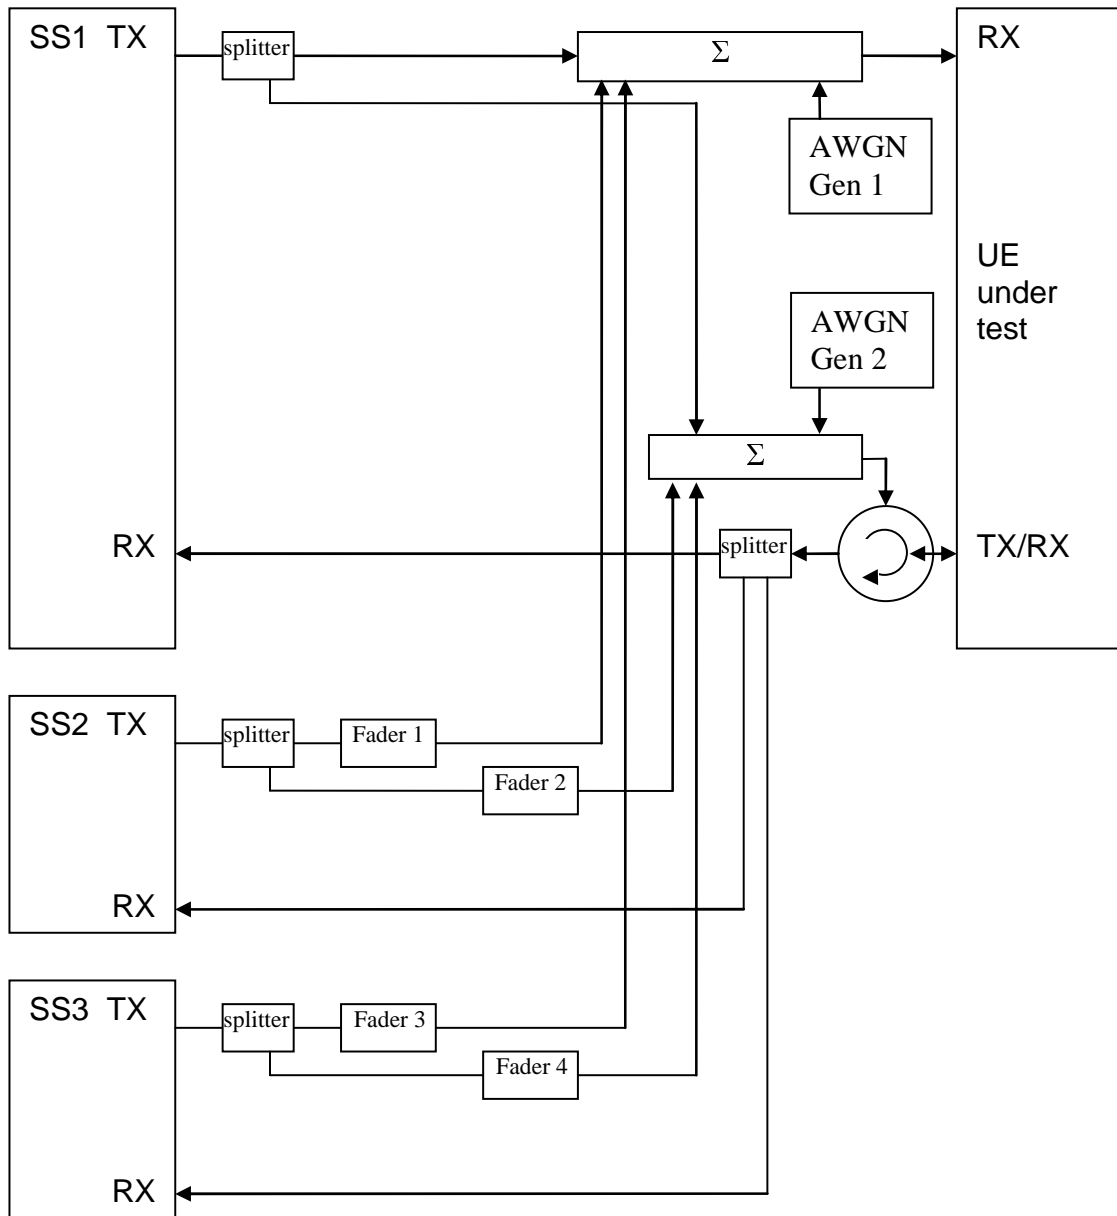 SS1 TX
splitter
Σ
RX
AWGN
Gen 1
UE
under
test
AWGN
Gen 2
Σ
RX
splitter
TX/RX
SS2 TX
splitter
Fader 1
Fader 2
RX
SS3 TX
splitter
Fader 3
Fader 4
RX